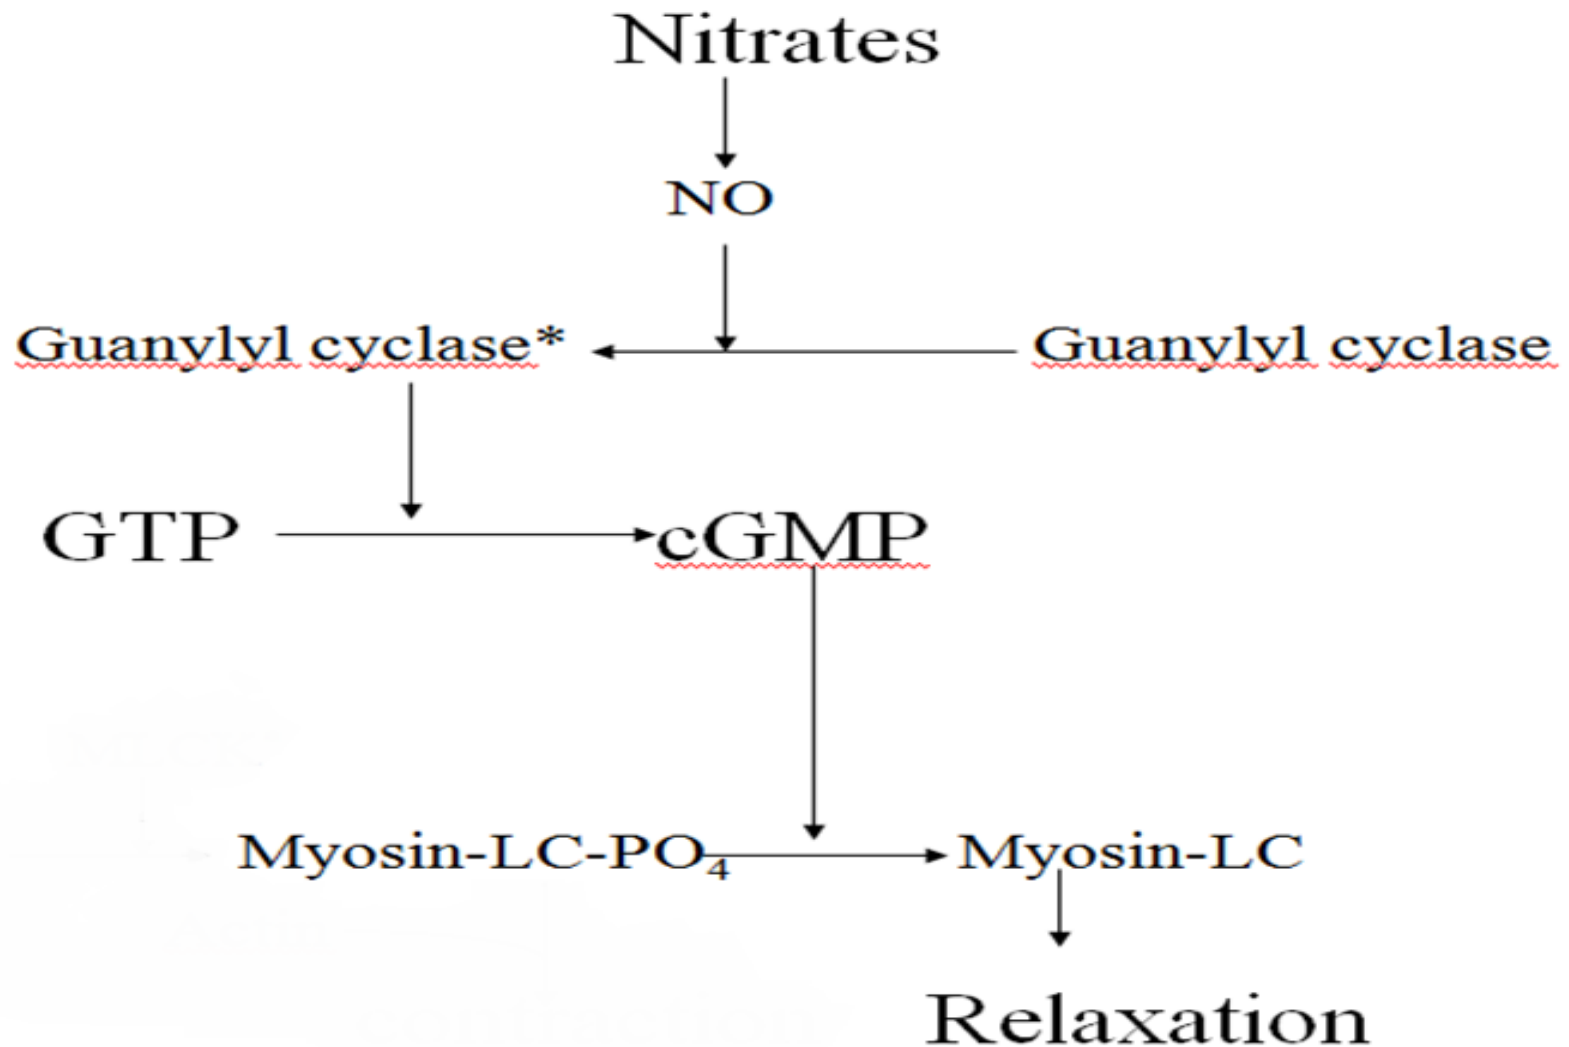 Nitrates
NO
Guanylyl cyclase* Guanylyl cyclase
GTP cGMP
Myosin-LC-PO₄ Myosin-LC
Relaxation